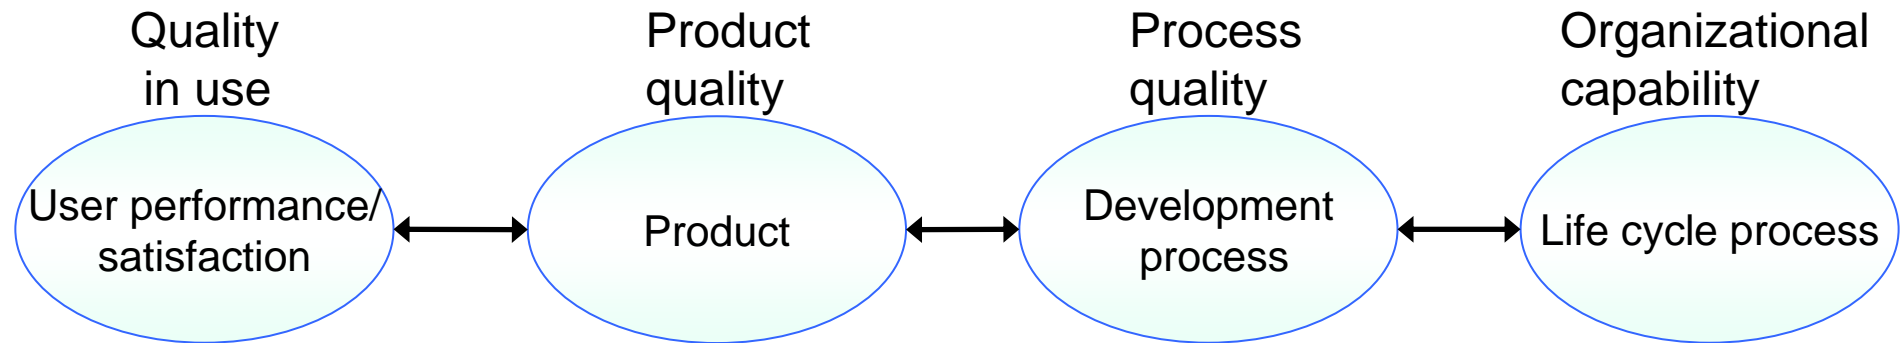 Quality
in use
Product
quality
Process
quality
Organizational
capability
User performance/
satisfaction
Product
Development
process
Life cycle process